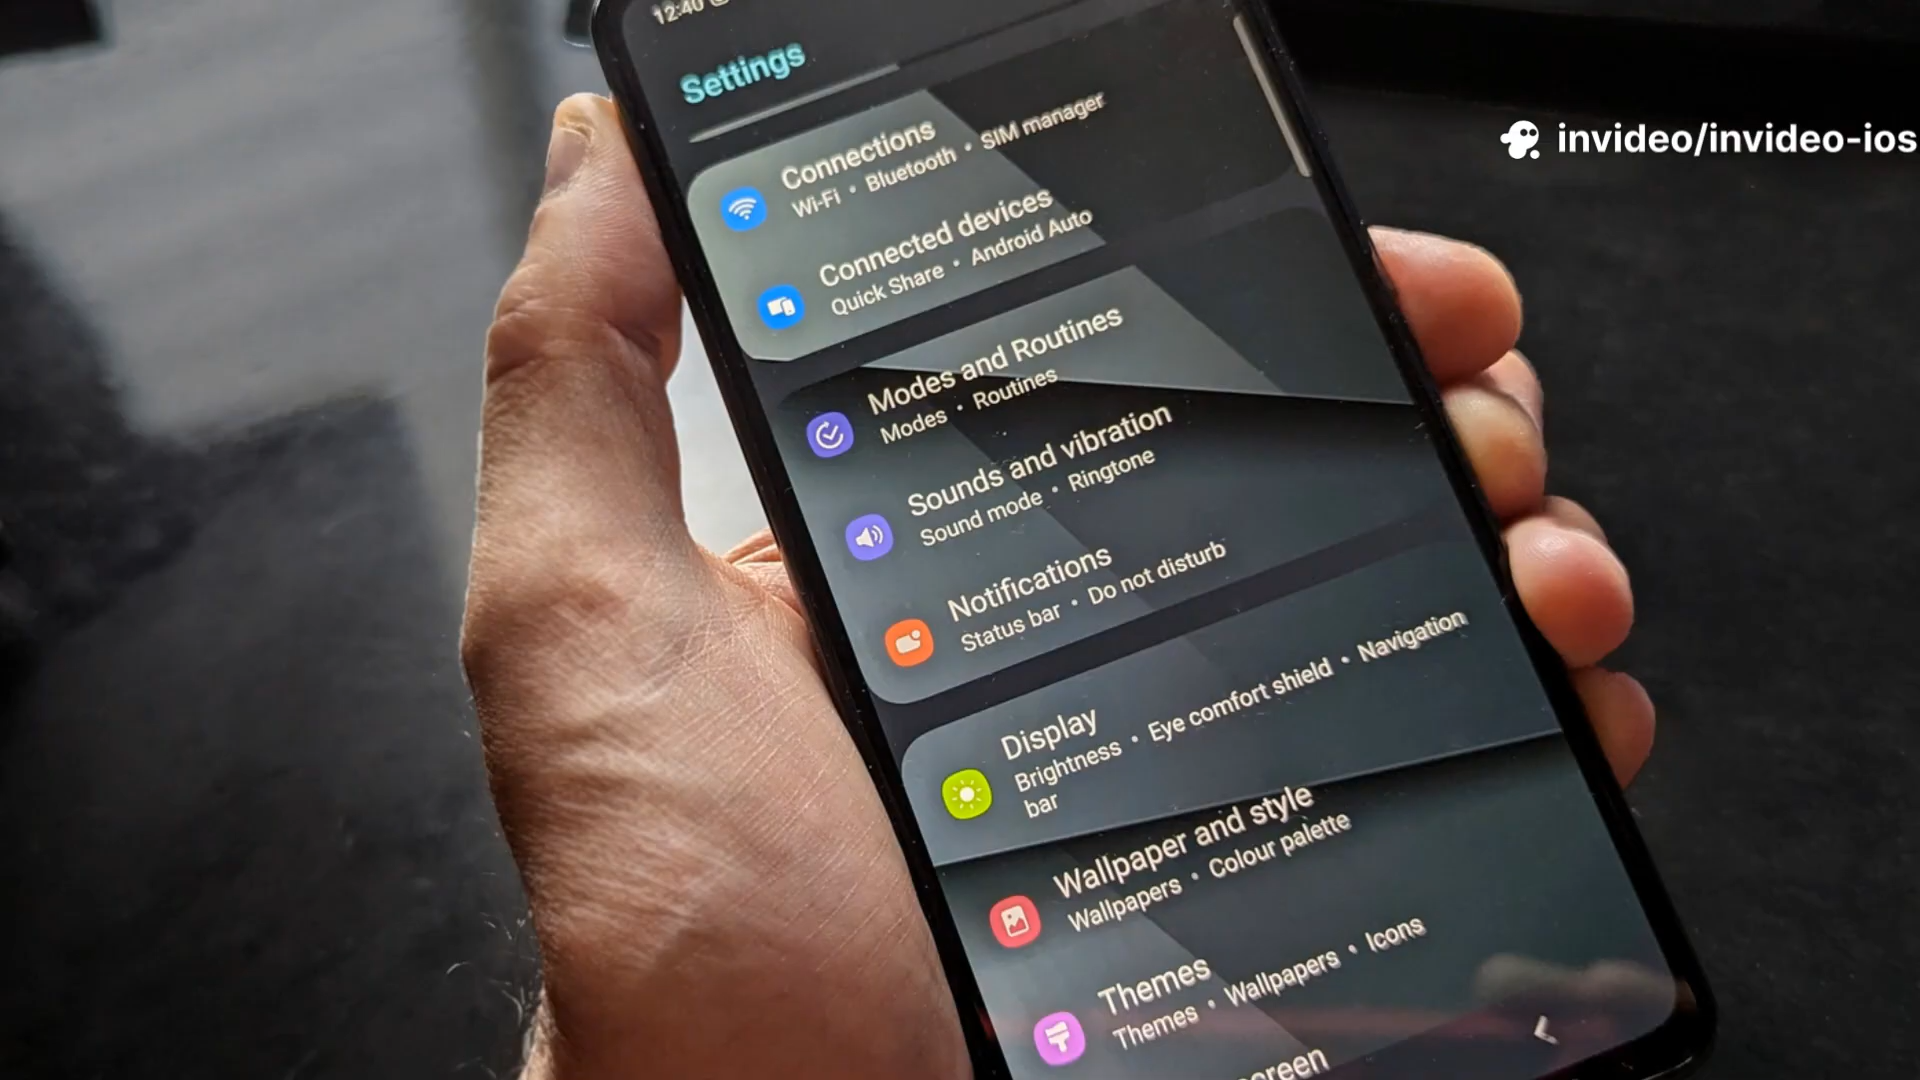 12:40
Settings
Connections
Wi-Fi • Bluetooth • SIM manager
Connected devices
Quick Share • Android Auto
Modes and Routines
Modes • Routines
Sounds and vibration
Sound mode • Ringtone
Notifications
Status bar • Do not disturb
Display
Brightness • Eye comfort shield • Navigation
bar
Wallpaper and style
Wallpapers • Colour palette
Themes
Themes • Wallpapers • Icons
invideo/invideo-ios